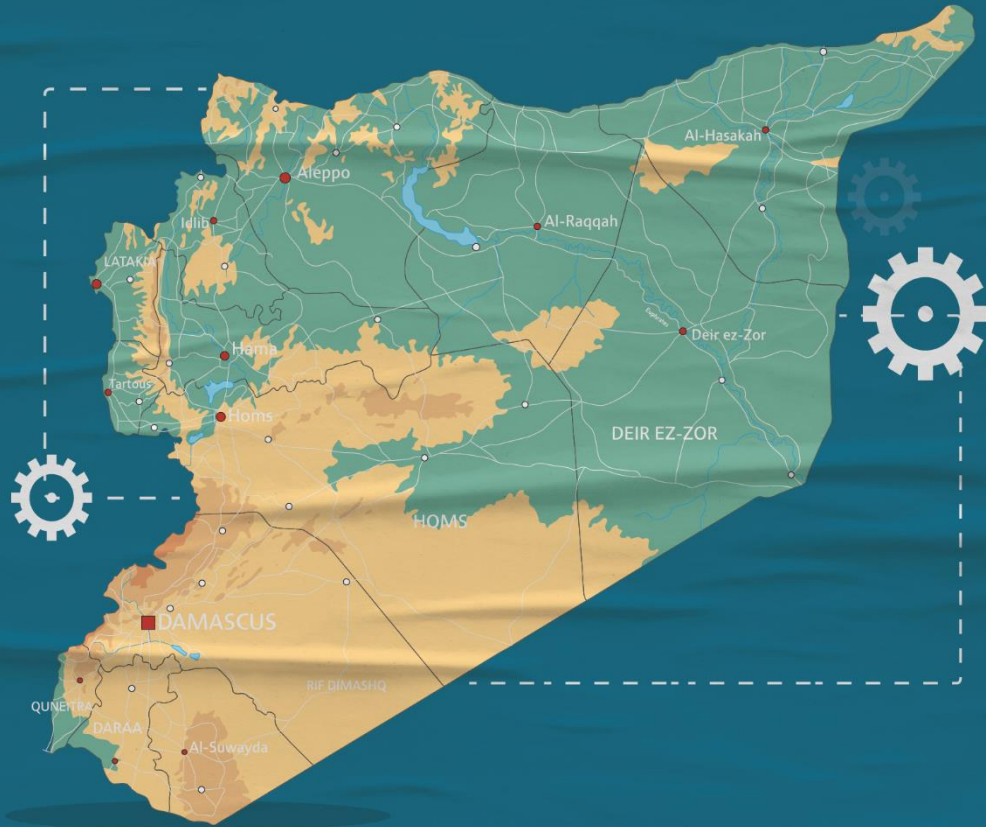 Al-Hasakah
Aleppo
Idlib
Al-Raqqah
LATAKIA
Euphrates
Deir ez-Zor
Hama
Tartous
Homs
DEIR EZ-ZOR
HOMS
DAMASCUS
RIF DIMASHQ
QUNEITRA
DARAA
Al-Suwayda